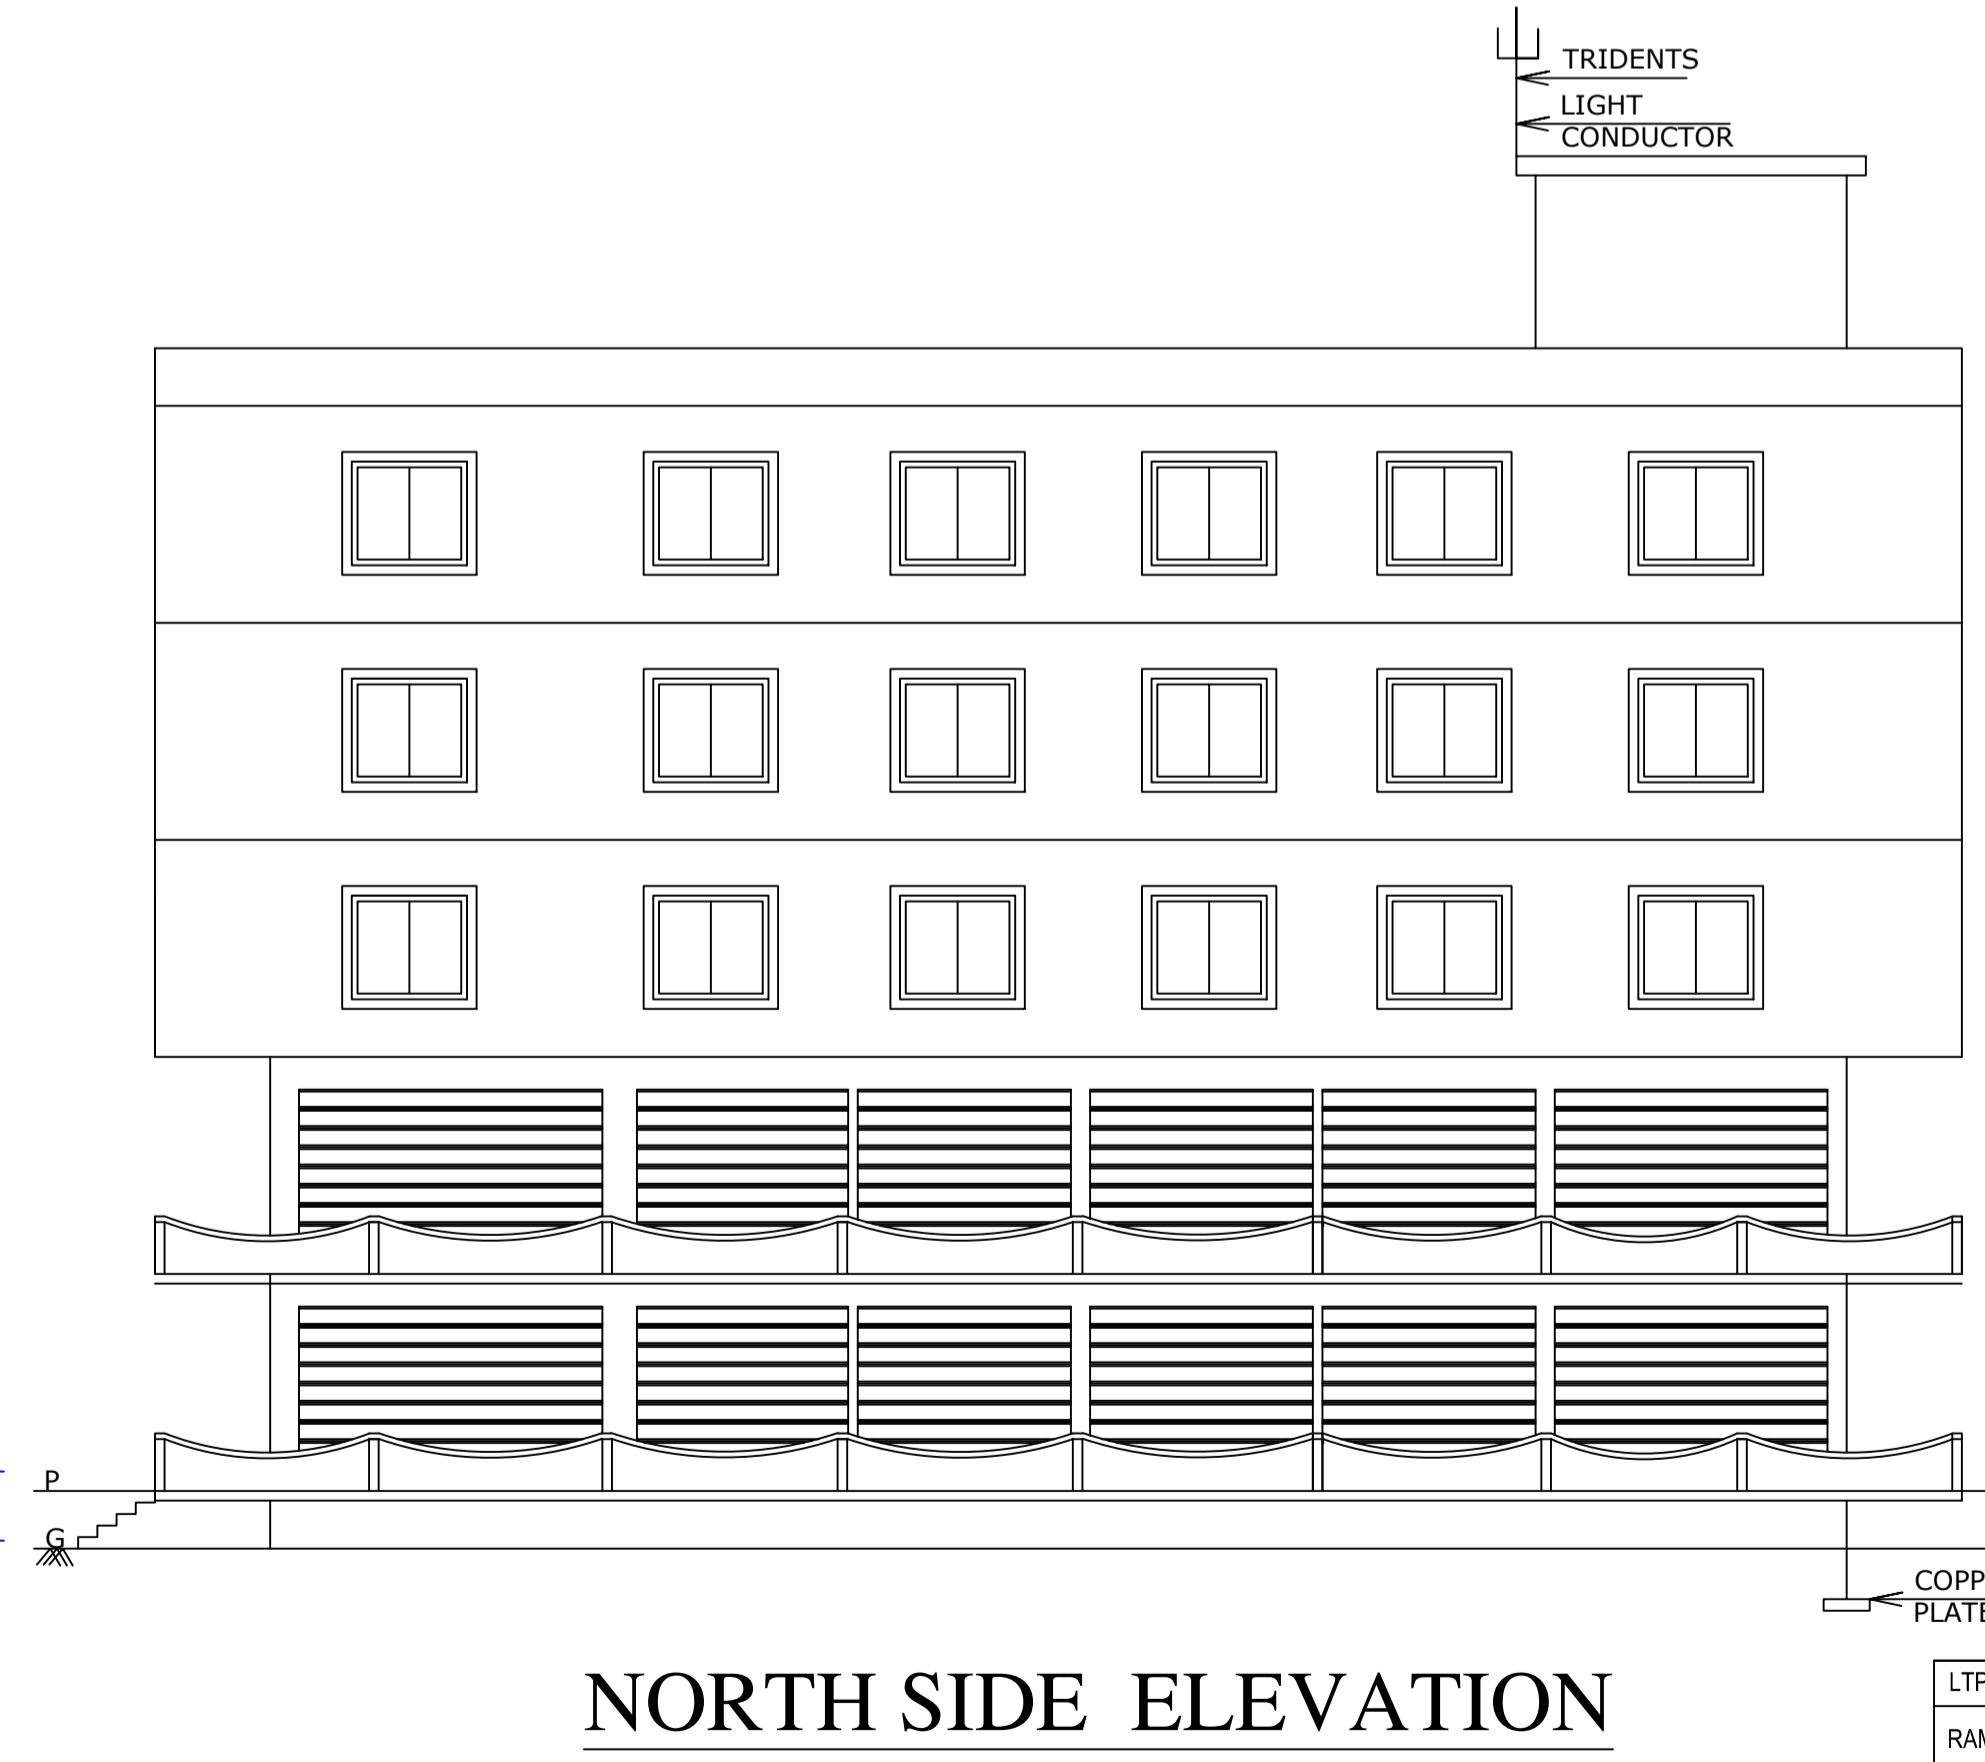 TRIDENTS
LIGHT
CONDUCTOR
P
G
COPP
PLATE
NORTH SIDE ELEVATION
LTP
RAM